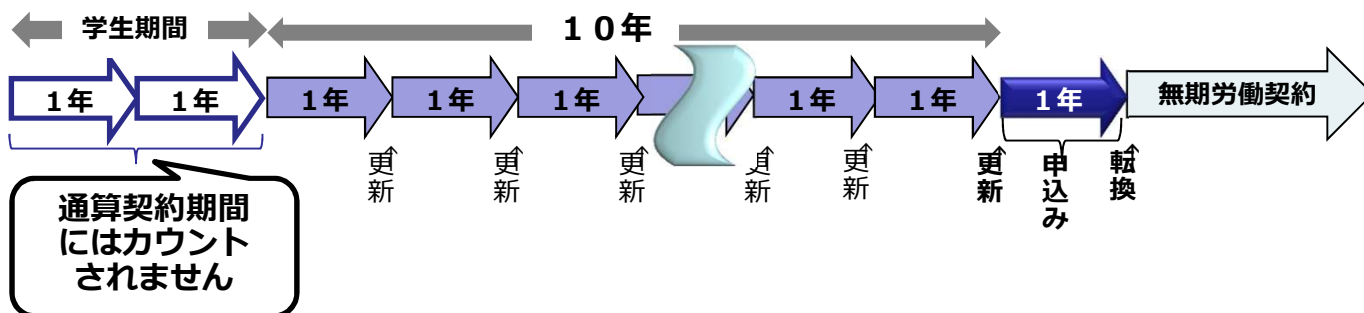 学生期間
１０年
1年
1年
1年
1年
1年
1年
1年
1年
無期労働契約
更新
更新
更新
更新
更新
更新
申込み
転換
通算契約期間
にはカウント
されません